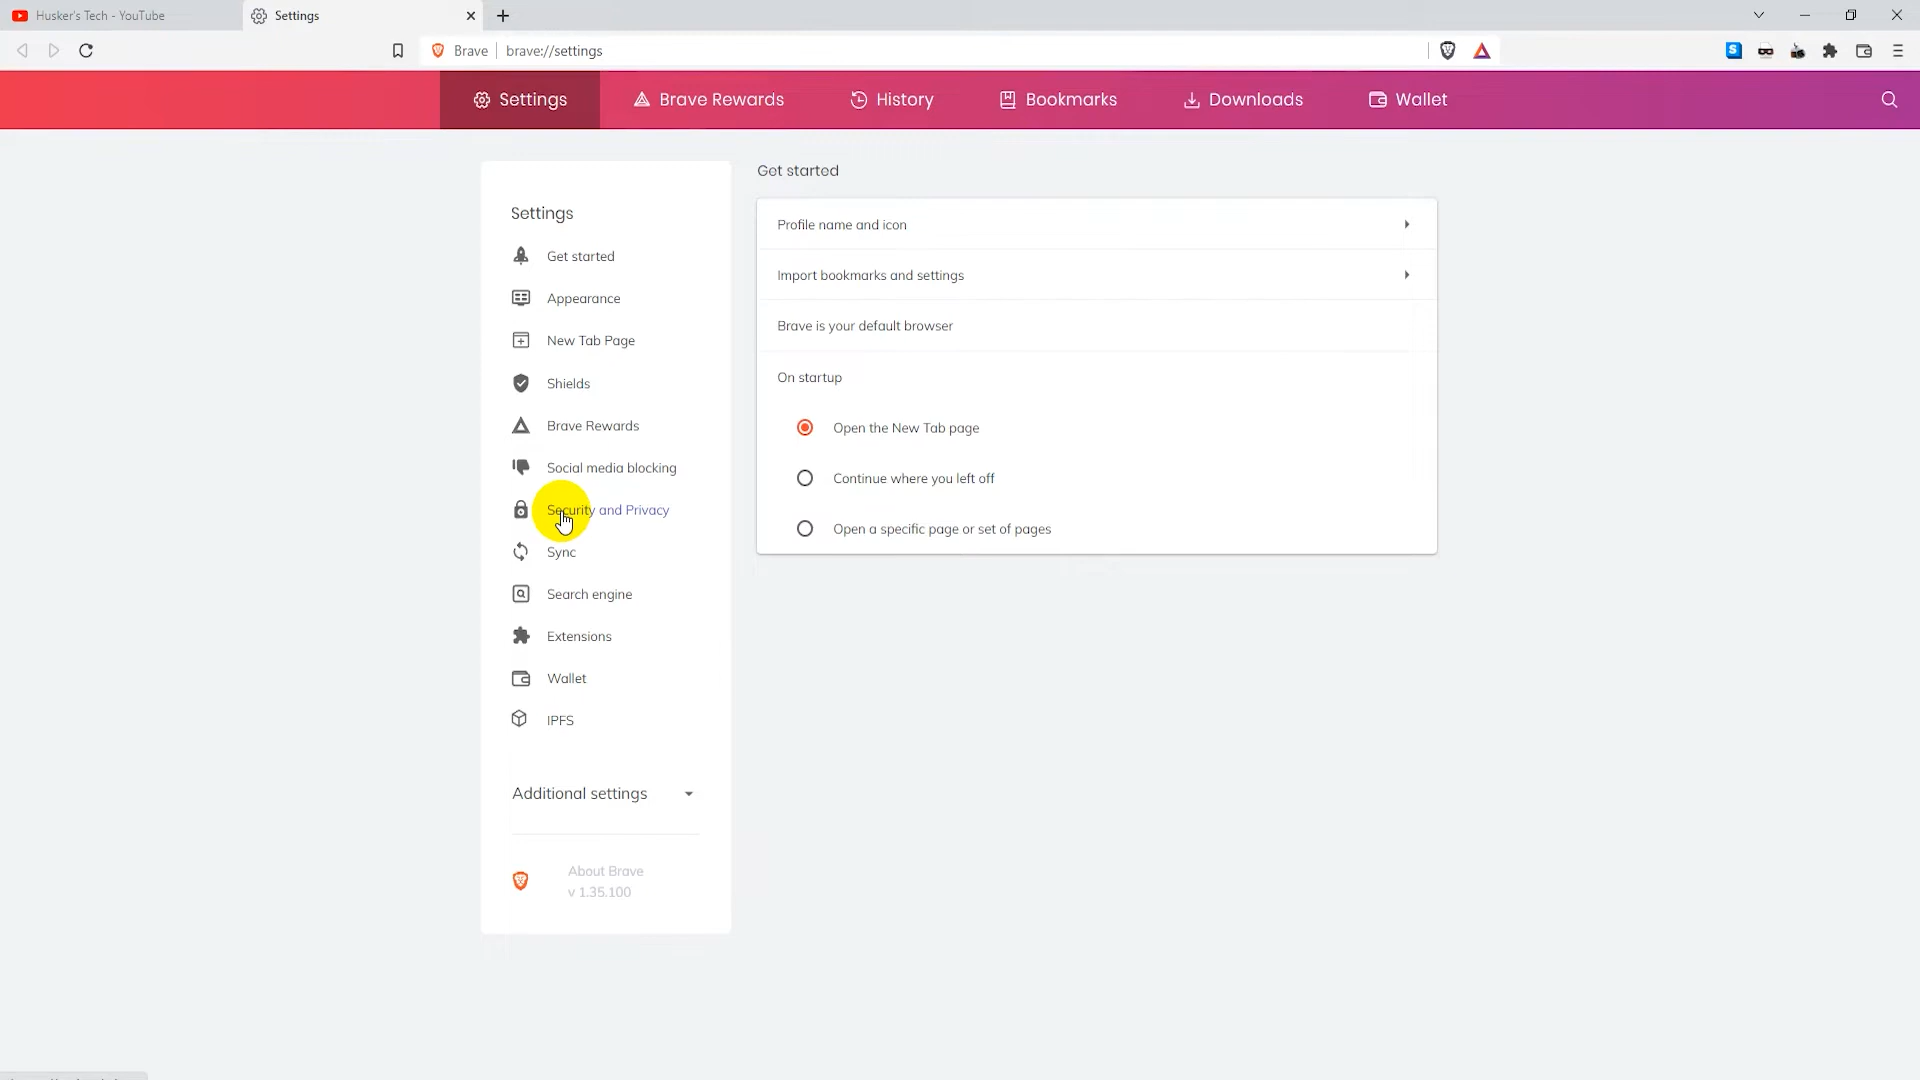 Husker's Tech - YouTube
Settings
Brave
brave://settings
Settings
Brave Rewards
History
Bookmarks
Downloads
Wallet
Settings
Get started
Appearance
New Tab Page
Shields
Brave Rewards
Social media blocking
Security and Privacy
Sync
Search engine
Extensions
Wallet
IPFS
Additional settings
About Brave
v 1.35.100
Get started
Profile name and icon
Import bookmarks and settings
Brave is your default browser
On startup
Open the New Tab page
Continue where you left off
Open a specific page or set of pages
S